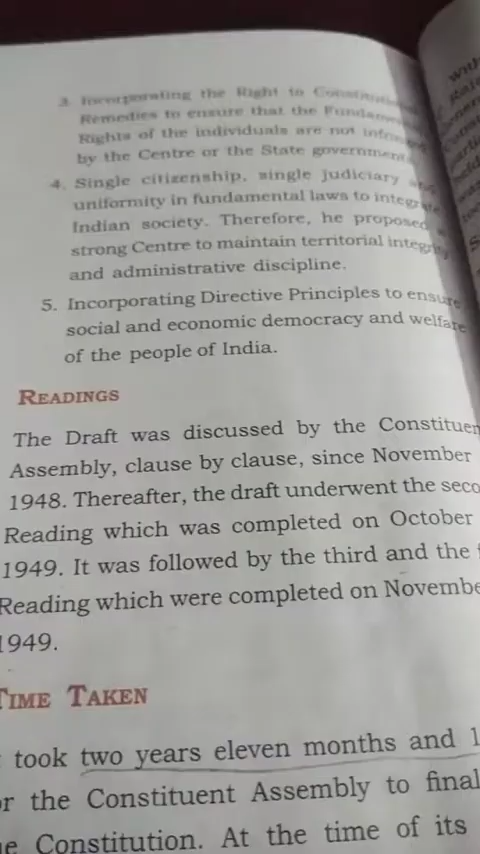 3. Incorporating the Right to
Remedies to ensure that the
Rights of the individuals are not
by the Centre or the State
4. Single citizenship, single judiciary
uniformity in fundamental laws to integrate
Indian society. Therefore, he proposed
strong Centre to maintain territorial integrity
and administrative discipline.
5. Incorporating Directive Principles to ensure
social and economic democracy and welfare
of the people of India.
READINGS
The Draft was discussed by the
Assembly, clause by clause, since November
1948. Thereafter, the draft underwent the
Reading which was completed on October
1949. It was followed by the third and the
Reading which were completed on
1949.
TIME TAKEN
took two years eleven months and 1
the Constituent Assembly to
Constitution. At the time of its